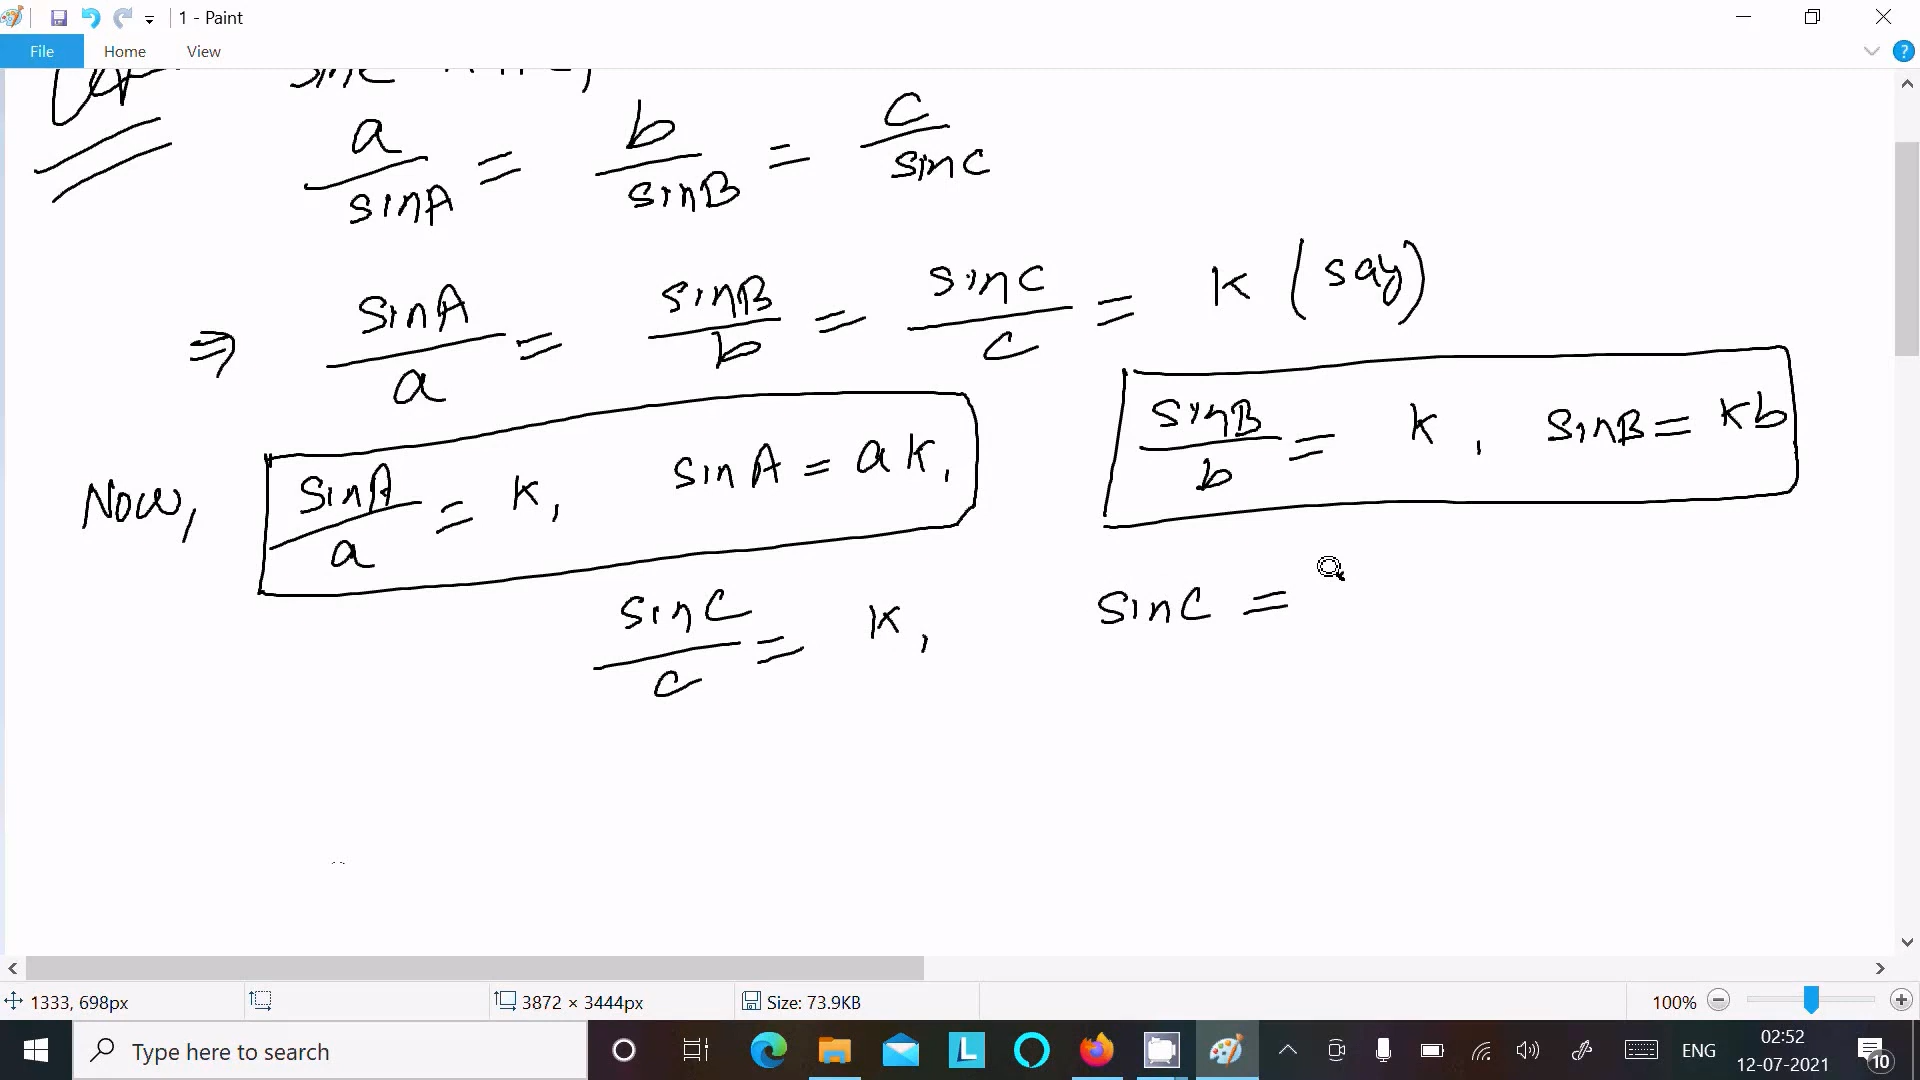 1 - Paint
File Home View
a/sinA = b/sinB = c/sinC
⇒ sinA/a = sinB/b = sinC/c = K (say)
Now, sinA/a = K, sinA = aK, sinB/b = K, sinB = Kb
sinC/c = K, sinC =
1333, 698px 3872 × 3444px Size: 73.9KB 100%
Type here to search ENG 02:52
12-07-2021 10